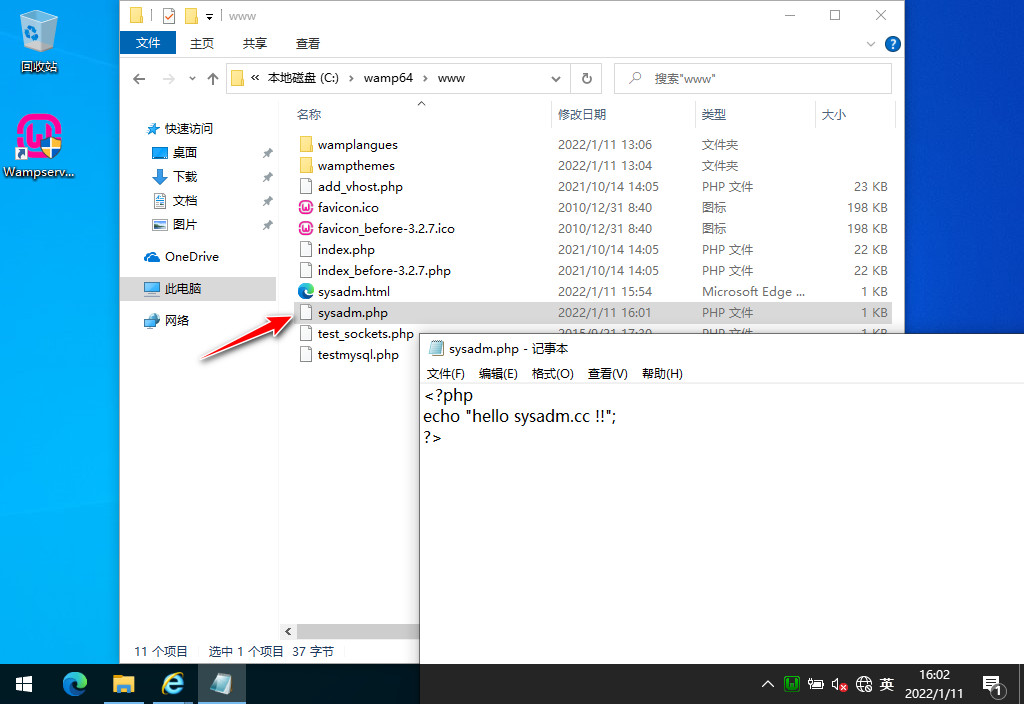 回收站
Wampserv...
www
文件 主页 共享 查看
« 本地磁盘 (C:) › wamp64 › www
搜索"www"
快速访问
桌面
下载
文档
图片
OneDrive
此电脑
网络
名称 修改日期 类型 大小
wamplangues 2022/1/11 13:06 文件夹
wampthemes 2022/1/11 13:04 文件夹
add_vhost.php 2021/10/14 14:05 PHP 文件 23 KB
favicon.ico 2010/12/31 8:40 图标 198 KB
favicon_before-3.2.7.ico 2010/12/31 8:40 图标 198 KB
index.php 2021/10/14 14:05 PHP 文件 22 KB
index_before-3.2.7.php 2021/10/14 14:05 PHP 文件 22 KB
sysadm.html 2022/1/11 15:54 Microsoft Edge ... 1 KB
sysadm.php 2022/1/11 16:01 PHP 文件 1 KB
test_sockets.php 2015/9/21 17:30 PHP 文件 1 KB
testmysql.php
sysadm.php - 记事本
文件(F) 编辑(E) 格式(O) 查看(V) 帮助(H)
<?php
echo "hello sysadm.cc !!";
?>
11 个项目 选中 1 个项目 37 字节
英
16:02
2022/1/11
1